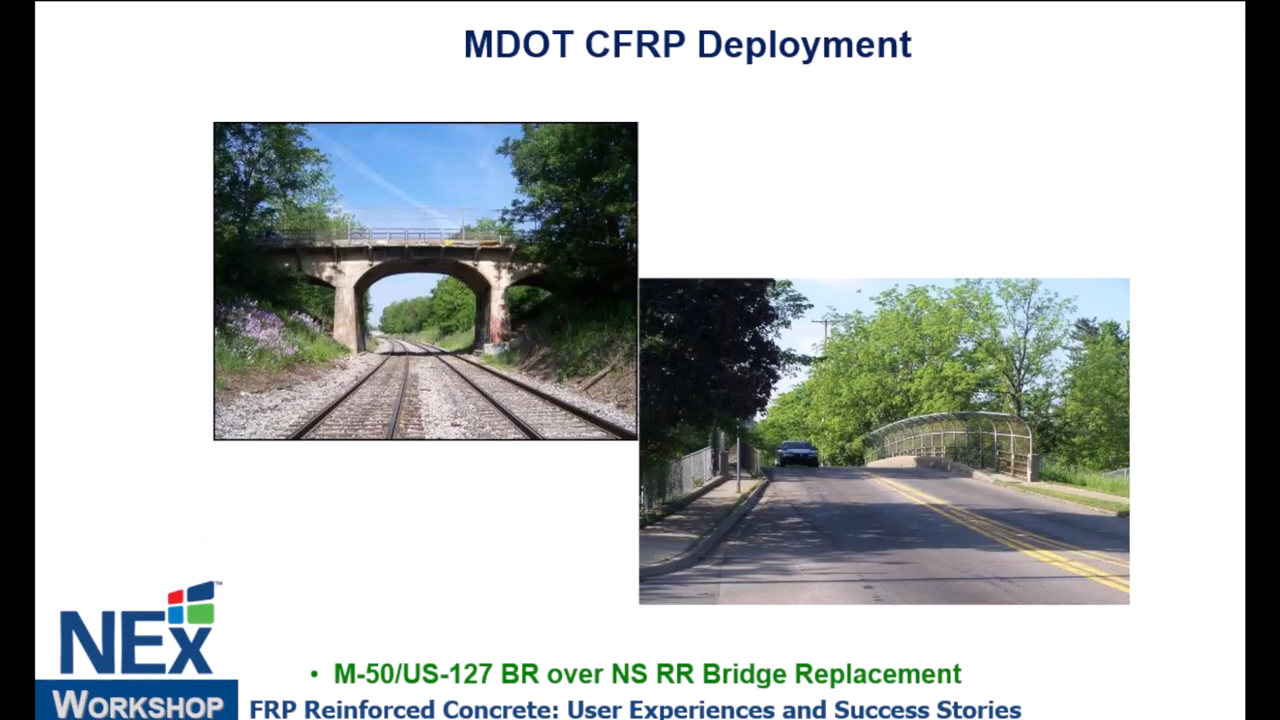 MDOT CFRP Deployment
NEx™
WORKSHOP
• M-50/US-127 BR over NS RR Bridge Replacement
FRP Reinforced Concrete: User Experiences and Success Stories